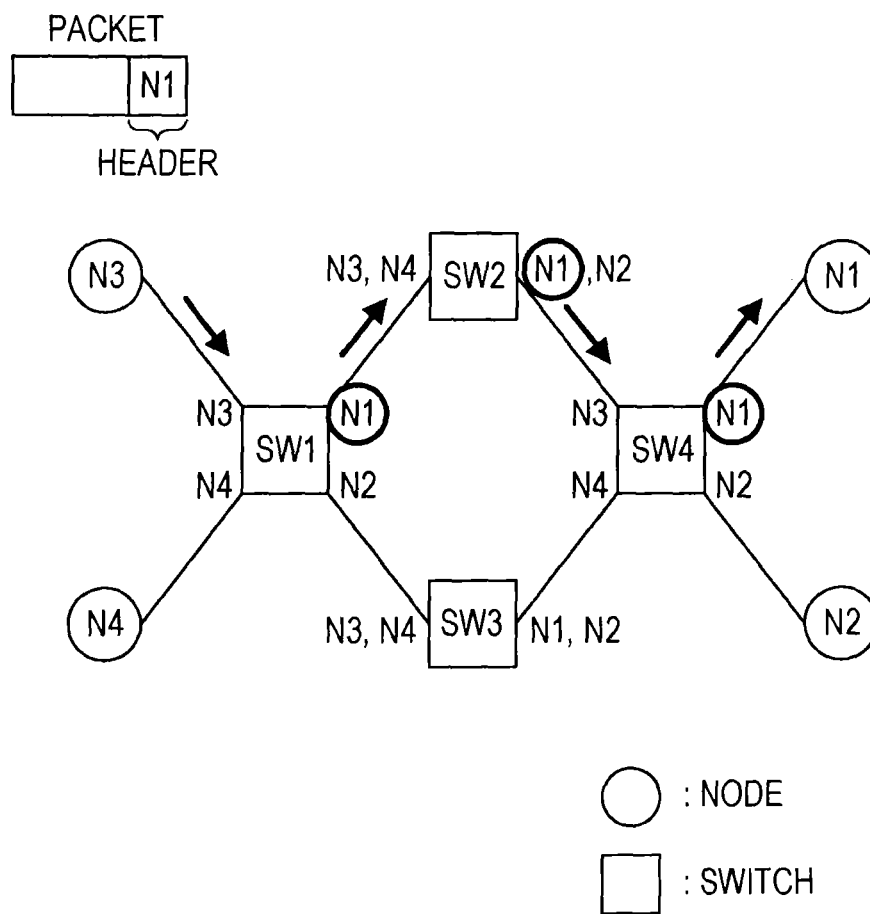 PACKET
N1
HEADER
N3
N3, N4
SW2
N1 , N2
N1
N3
SW1
N1
N4
N2
N3
SW4
N1
N4
N2
N4
N3, N4
SW3
N1, N2
N2
: NODE
: SWITCH